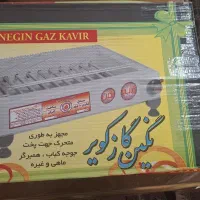 NEGIN GAZ KAVIR
نگین گاز کویر
مجهز به طوری
متحرک جهت پخت
جوجه کباب ، همبرگر
ماهی و غیره